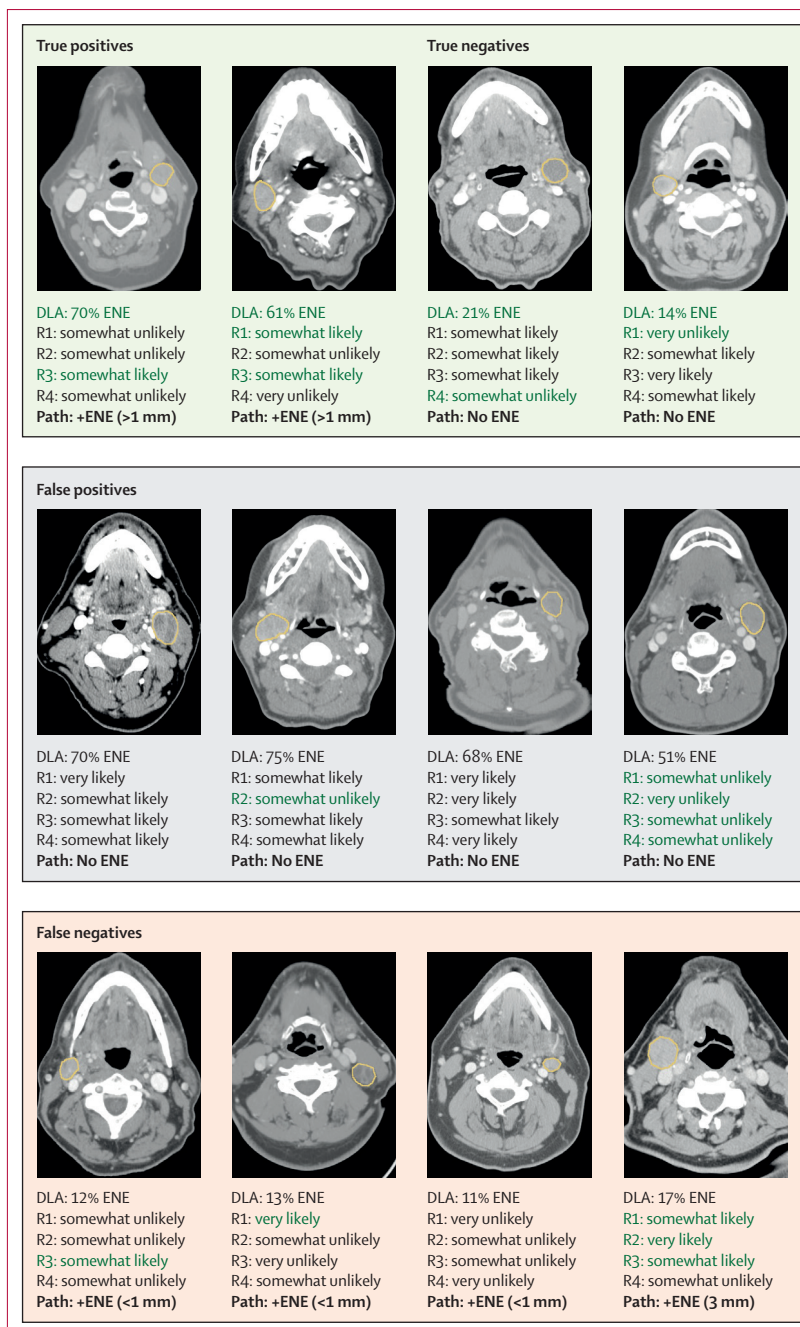 True positives
True negatives
DLA: 70% ENE
R1: somewhat unlikely
R2: somewhat unlikely
R3: somewhat likely
R4: somewhat unlikely
Path: +ENE (>1 mm)
DLA: 61% ENE
R1: somewhat likely
R2: somewhat unlikely
R3: somewhat likely
R4: very unlikely
Path: +ENE (>1 mm)
DLA: 21% ENE
R1: somewhat likely
R2: somewhat likely
R3: somewhat likely
R4: somewhat unlikely
Path: No ENE
DLA: 14% ENE
R1: very unlikely
R2: somewhat likely
R3: very likely
R4: somewhat likely
Path: No ENE
False positives
DLA: 70% ENE
R1: very likely
R2: somewhat likely
R3: somewhat likely
R4: somewhat likely
Path: No ENE
DLA: 75% ENE
R1: somewhat likely
R2: somewhat unlikely
R3: somewhat likely
R4: somewhat likely
Path: No ENE
DLA: 68% ENE
R1: very likely
R2: very likely
R3: somewhat likely
R4: very likely
Path: No ENE
DLA: 51% ENE
R1: somewhat unlikely
R2: very unlikely
R3: somewhat unlikely
R4: somewhat unlikely
Path: No ENE
False negatives
DLA: 12% ENE
R1: somewhat unlikely
R2: somewhat unlikely
R3: somewhat likely
R4: somewhat unlikely
Path: +ENE (<1 mm)
DLA: 13% ENE
R1: very likely
R2: somewhat unlikely
R3: very unlikely
R4: somewhat unlikely
Path: +ENE (<1 mm)
DLA: 11% ENE
R1: very unlikely
R2: somewhat unlikely
R3: somewhat unlikely
R4: very unlikely
Path: +ENE (<1 mm)
DLA: 17% ENE
R1: somewhat likely
R2: very likely
R3: somewhat likely
R4: somewhat unlikely
Path: +ENE (3 mm)